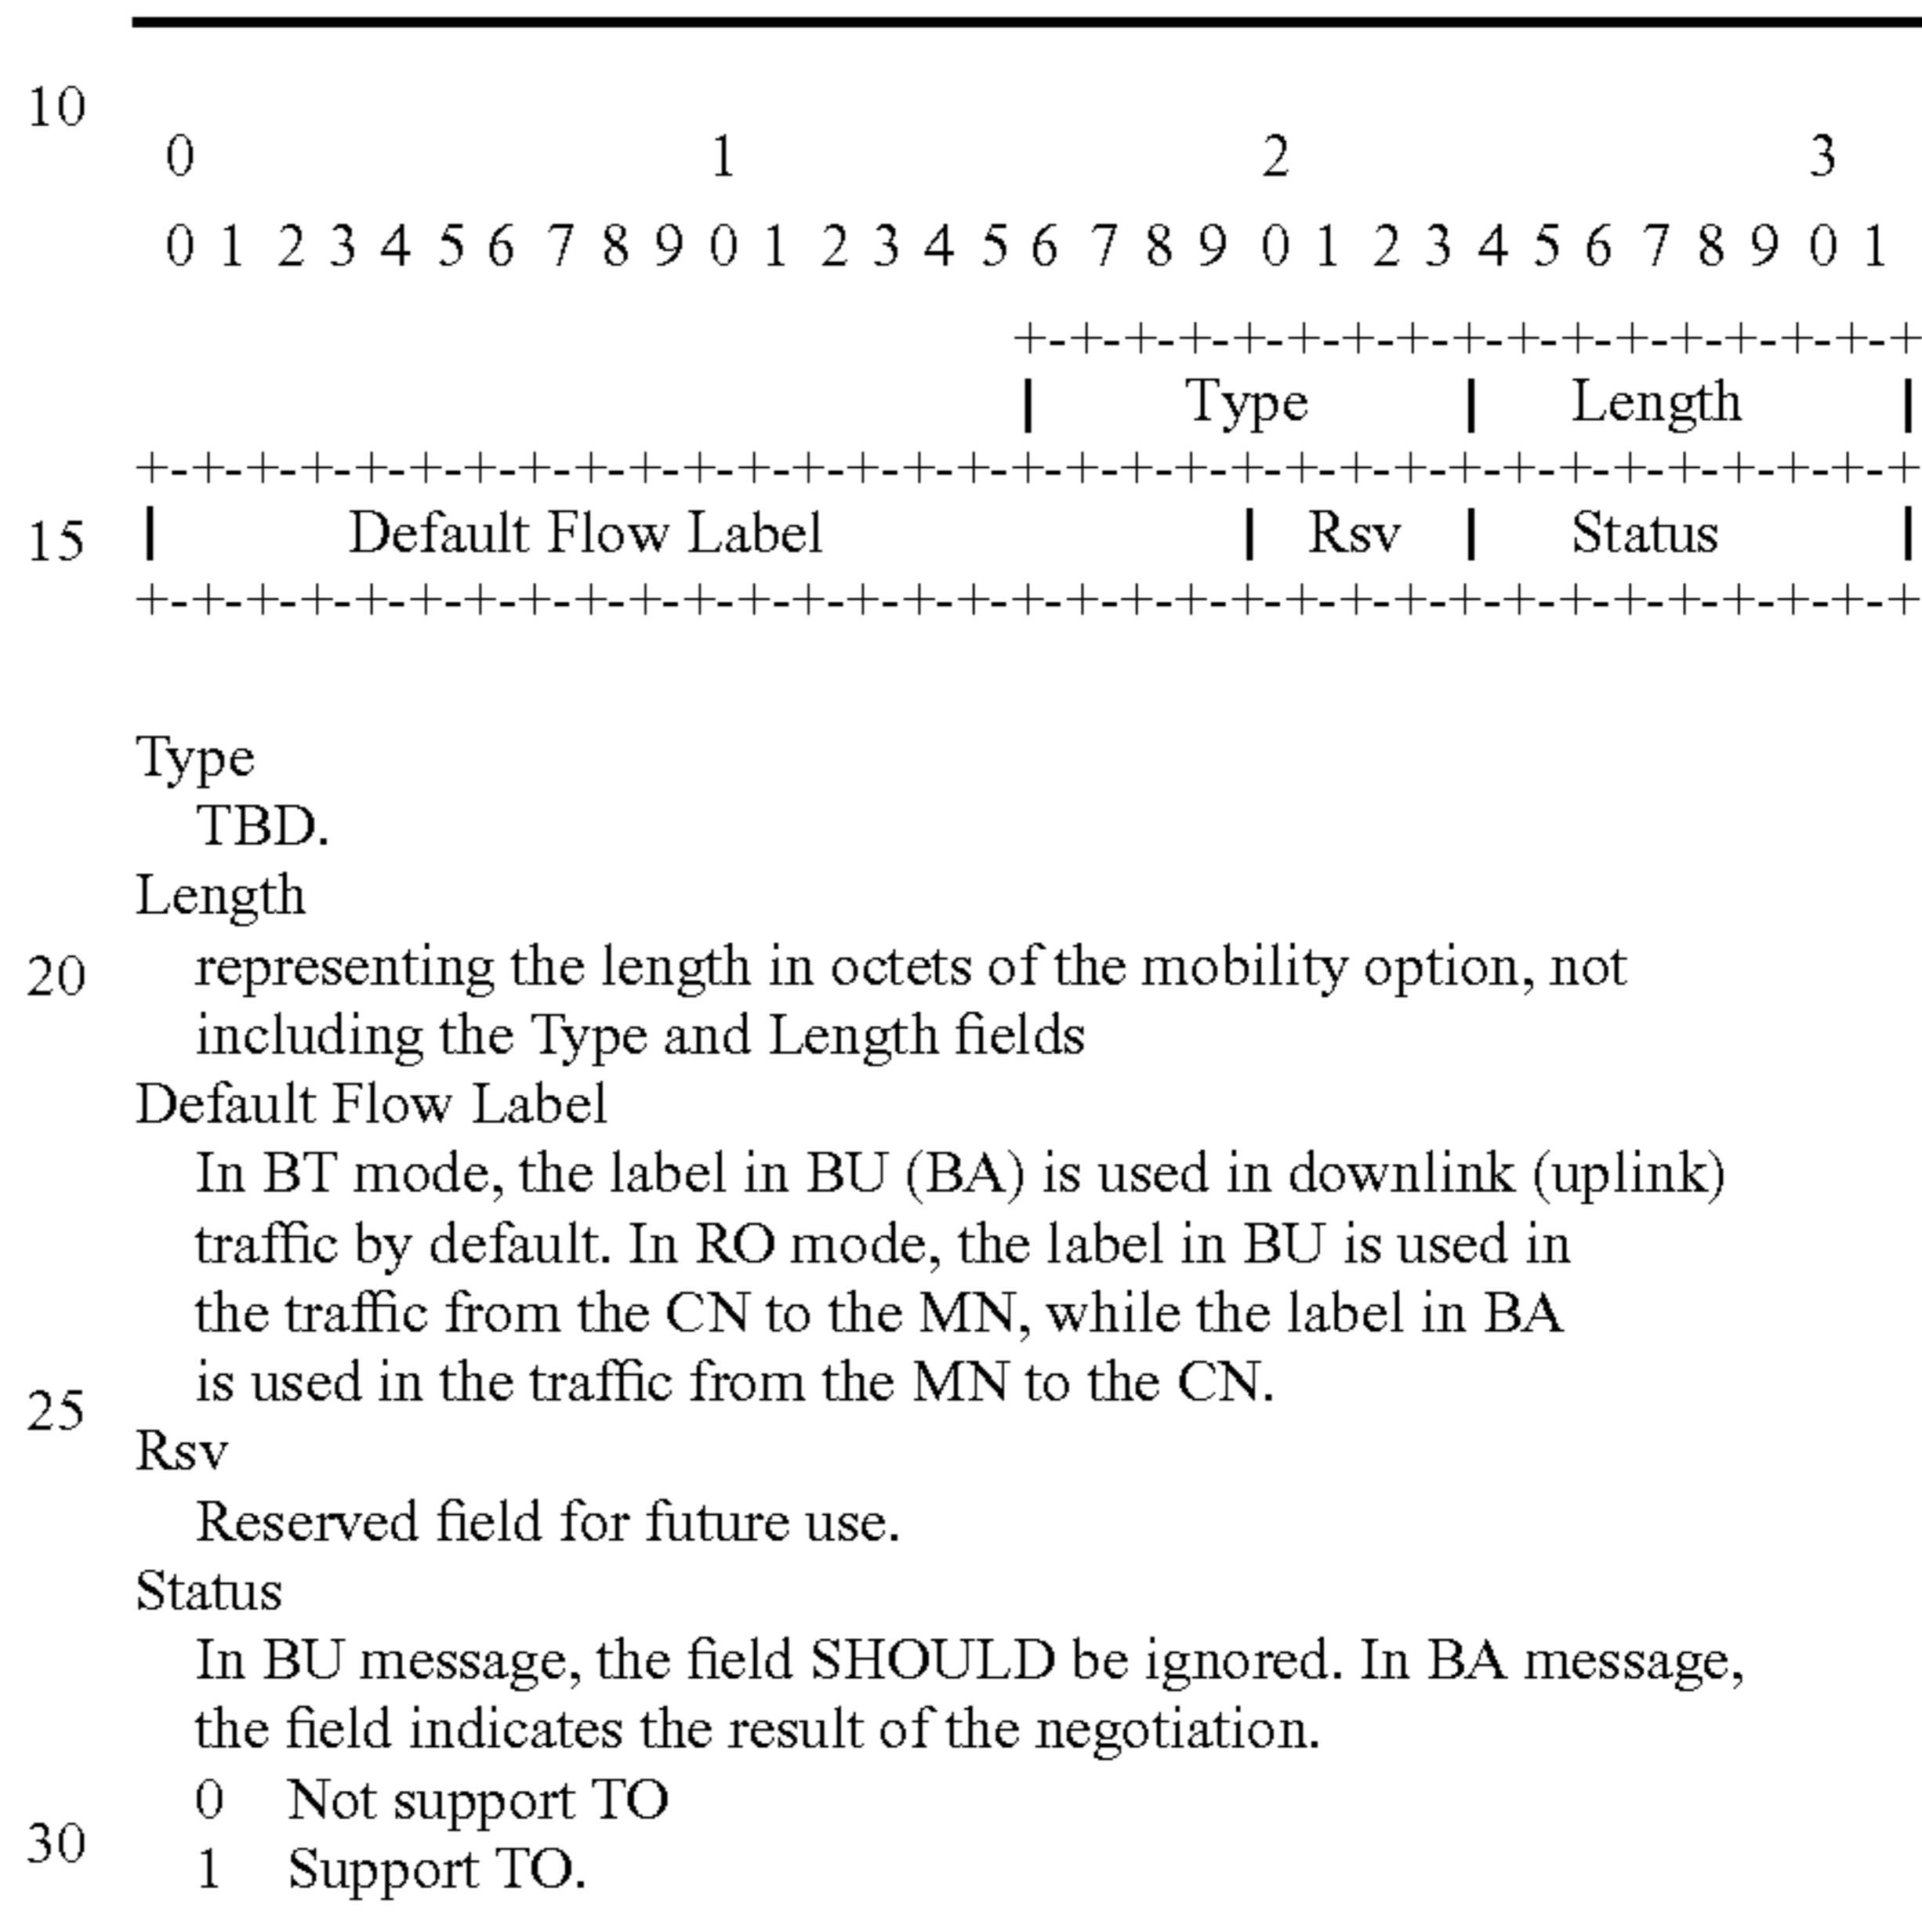 10
0 1 2 3
0 1 2 3 4 5 6 7 8 9 0 1 2 3 4 5 6 7 8 9 0 1 2 3 4 5 6 7 8 9 0 1
+-+-+-+-+-+-+-+-+-+-+-+-+-+-+-+-+
| Type | Length |
+-+-+-+-+-+-+-+-+-+-+-+-+-+-+-+-+-+-+-+-+-+-+-+-+-+-+-+-+-+-+-+-+
15 | Default Flow Label | Rsv | Status |
+-+-+-+-+-+-+-+-+-+-+-+-+-+-+-+-+-+-+-+-+-+-+-+-+-+-+-+-+-+-+-+-+
Type
TBD.
Length
20 representing the length in octets of the mobility option, not
including the Type and Length fields
Default Flow Label
In BT mode, the label in BU (BA) is used in downlink (uplink)
traffic by default. In RO mode, the label in BU is used in
the traffic from the CN to the MN, while the label in BA
25 is used in the traffic from the MN to the CN.
Rsv
Reserved field for future use.
Status
In BU message, the field SHOULD be ignored. In BA message,
the field indicates the result of the negotiation.
0 Not support TO
30 1 Support TO.